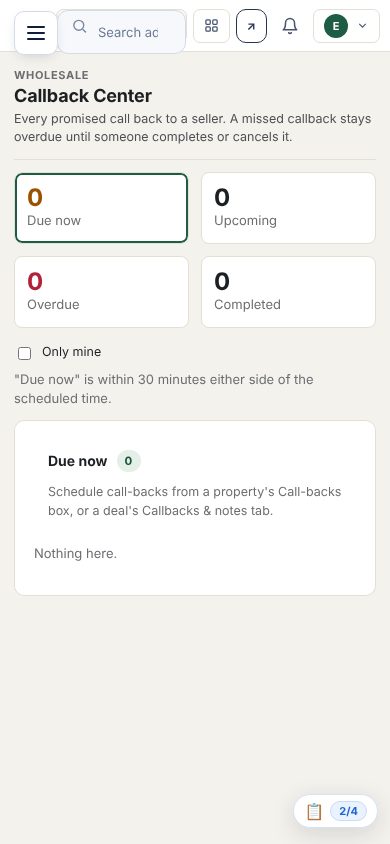 Search ad
E
WHOLESALE
Callback Center
Every promised call back to a seller. A missed callback stays
overdue until someone completes or cancels it.
0
Due now
0
Upcoming
0
Overdue
0
Completed
Only mine
"Due now" is within 30 minutes either side of the
scheduled time.
Due now 0
Schedule call-backs from a property's Call-backs
box, or a deal's Callbacks & notes tab.
Nothing here.
2/4